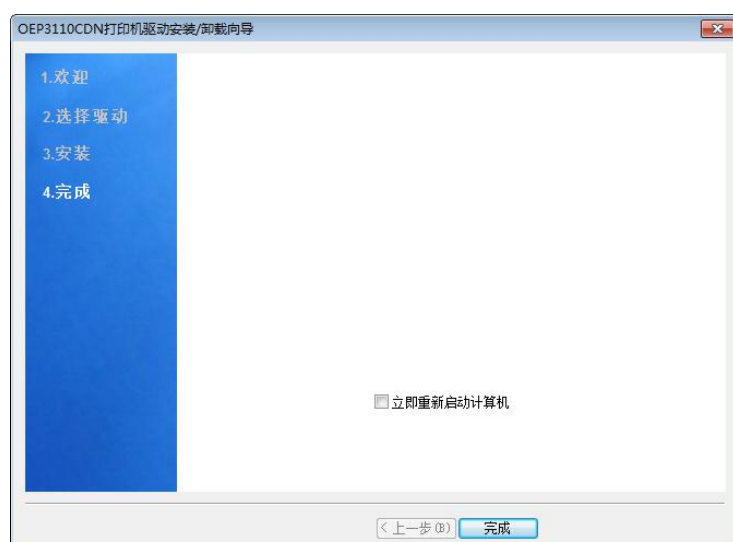 OEP3110CDN打印机驱动安装/卸载向导
1.欢迎
2.选择驱动
3.安装
4.完成
立即重新启动计算机
<上一步(B)
完成